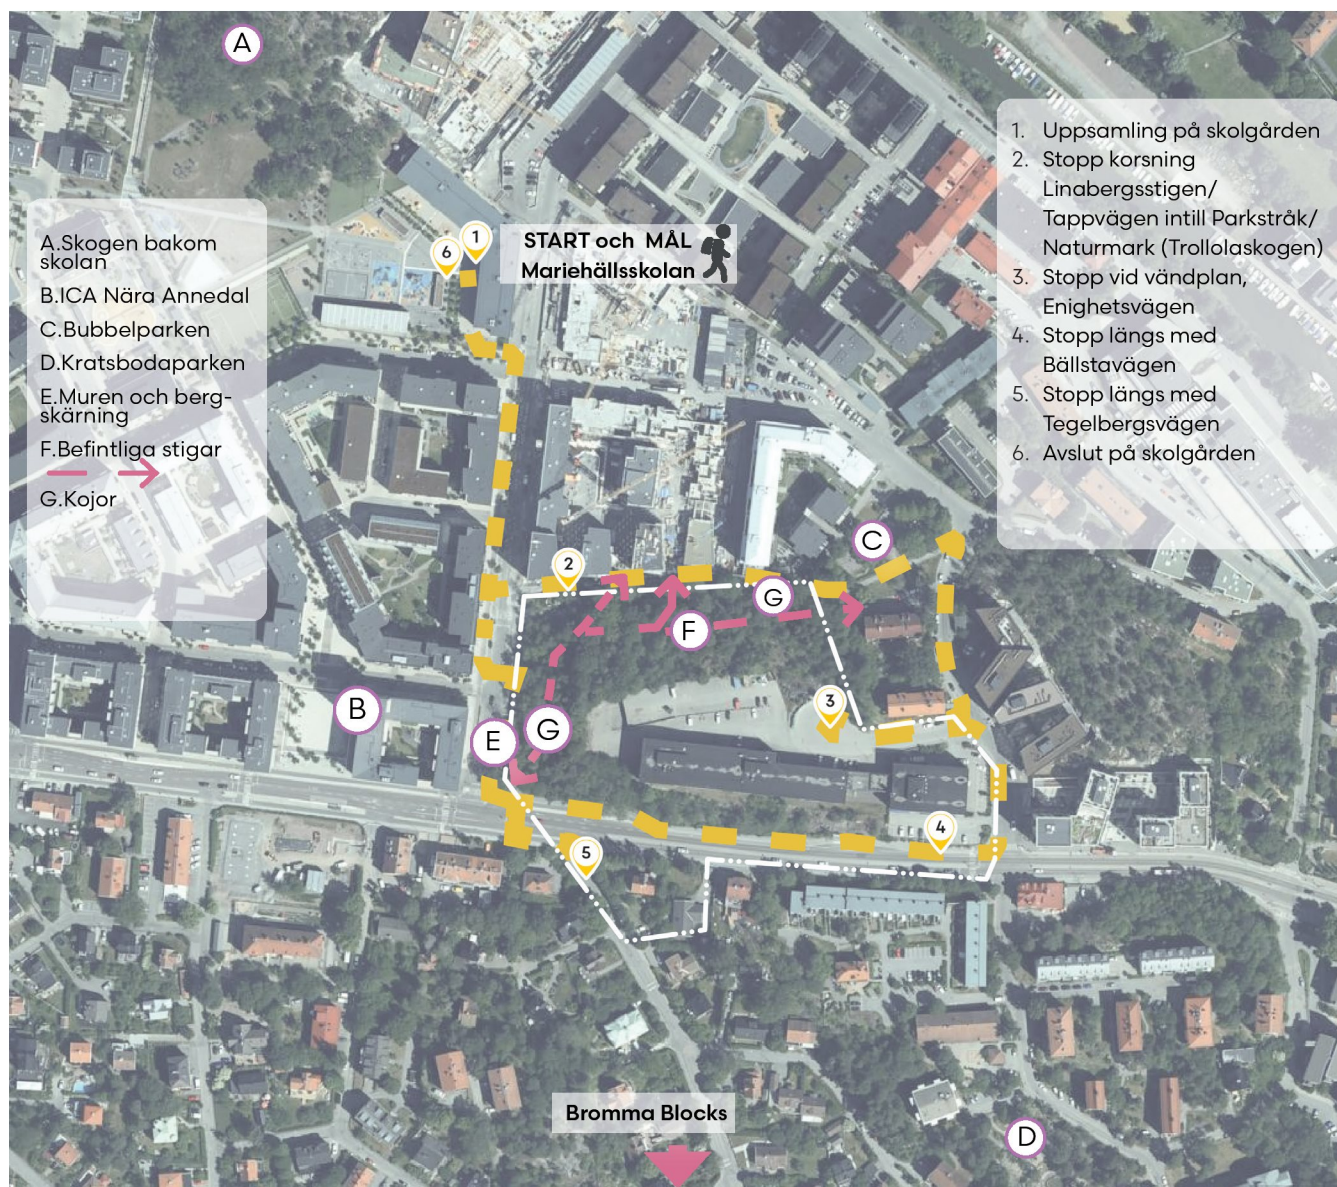 A
1
6
START och MÅL
Mariehällsskolan
A.Skogen bakom
skolan
B.ICA Nära Annedal
C.Bubbelparken
D.Kratsbodaparken
E.Muren och berg-
skärning
F.Befintliga stigar
G.Kojor
1. Uppsamling på skolgården
2. Stopp korsning
Linabergsstigen/
Tappvägen intill Parkstråk/
Naturmark (Trollolaskogen)
3. Stopp vid vändplan,
Enighetsvägen
4. Stopp längs med
Bällstavägen
5. Stopp längs med
Tegelbergsvägen
6. Avslut på skolgården
C
2
G
F
3
B
E
G
4
5
Bromma Blocks
D